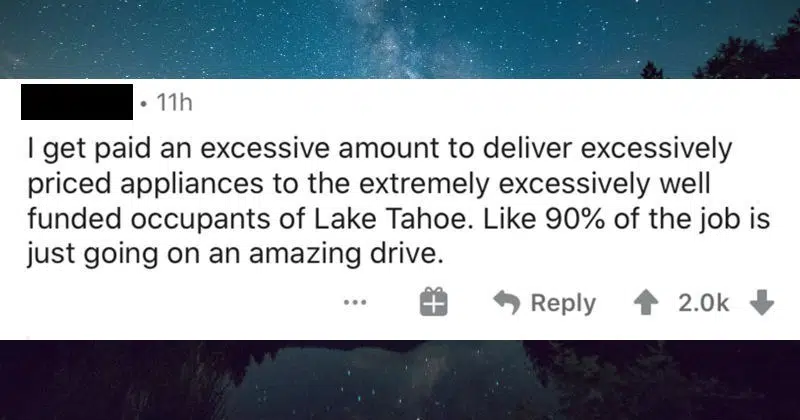 • 11h
I get paid an excessive amount to deliver excessively
priced appliances to the extremely excessively well
funded occupants of Lake Tahoe. Like 90% of the job is
just going on an amazing drive.
... Reply 2.0k